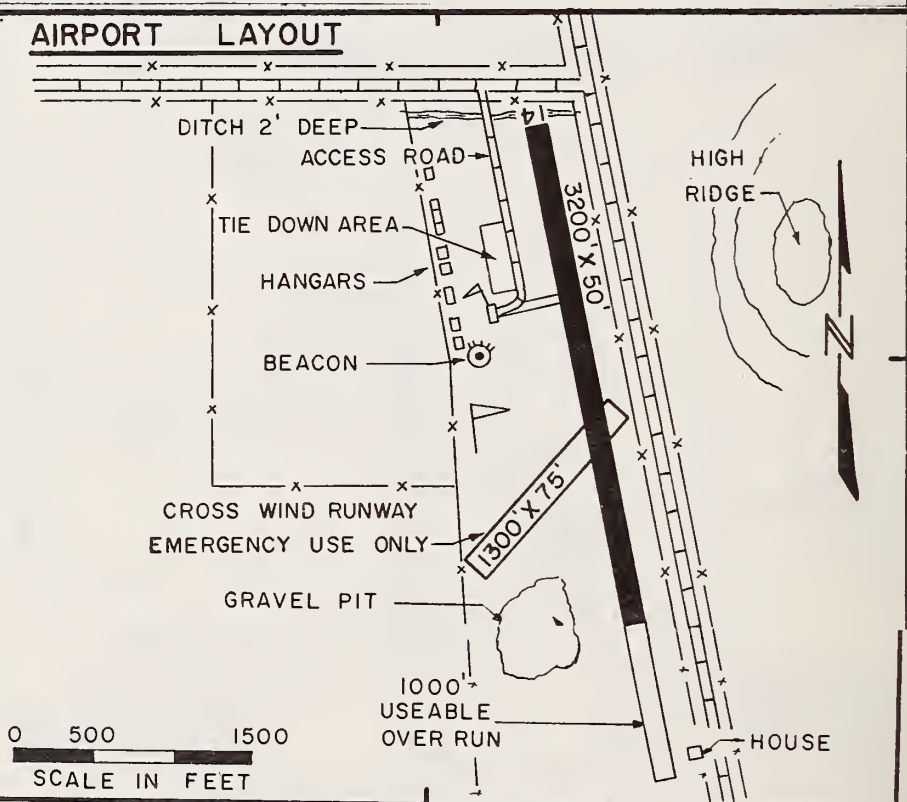 AIRPORT LAYOUT
DITCH 2' DEEP
14
ACCESS ROAD
HIGH
RIDGE
TIE DOWN AREA
3200' X 50'
HANGARS
N
BEACON
CROSS WIND RUNWAY
EMERGENCY USE ONLY
1300' X 75'
GRAVEL PIT
1000'
USEABLE
OVER RUN
HOUSE
0 500 1500
SCALE IN FEET